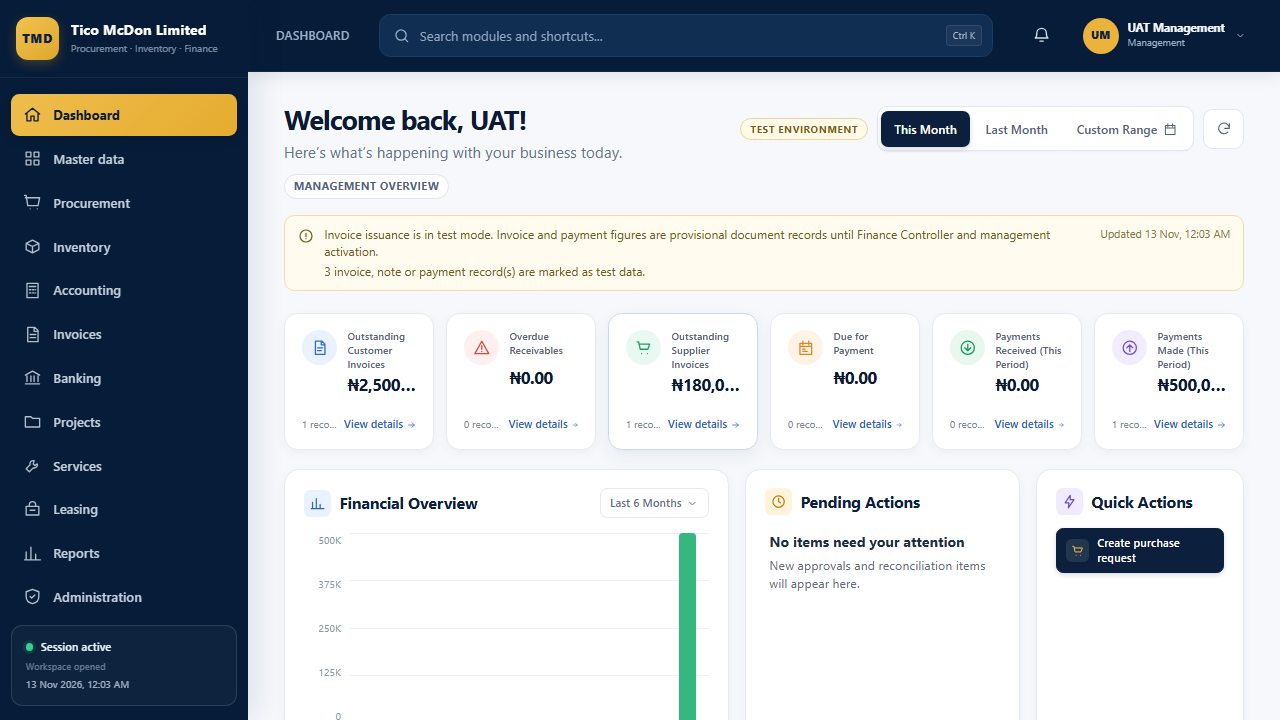 TMD
Tico McDon Limited
Procurement · Inventory · Finance
DASHBOARD
Search modules and shortcuts...
Ctrl K
UM
UAT Management
Management
Dashboard
Master data
Procurement
Inventory
Accounting
Invoices
Banking
Projects
Services
Leasing
Reports
Administration
Session active
Workspace opened
13 Nov 2026, 12:03 AM
Welcome back, UAT!
Here's what's happening with your business today.
MANAGEMENT OVERVIEW
TEST ENVIRONMENT
This Month
Last Month
Custom Range
Invoice issuance is in test mode. Invoice and payment figures are provisional document records until Finance Controller and management
activation.
3 invoice, note or payment record(s) are marked as test data.
Updated 13 Nov, 12:03 AM
Outstanding
Customer
Invoices
₦2,500...
1 reco...
View details →
Overdue
Receivables
₦0.00
0 reco...
View details →
Outstanding
Supplier
Invoices
₦180,0...
1 reco...
View details →
Due for
Payment
₦0.00
0 reco...
View details →
Payments
Received (This
Period)
₦0.00
0 reco...
View details →
Payments
Made (This
Period)
₦500,0...
1 reco...
View details →
Financial Overview
Last 6 Months
500K
375K
250K
125K
0
Pending Actions
No items need your attention
New approvals and reconciliation items
will appear here.
Quick Actions
Create purchase
request